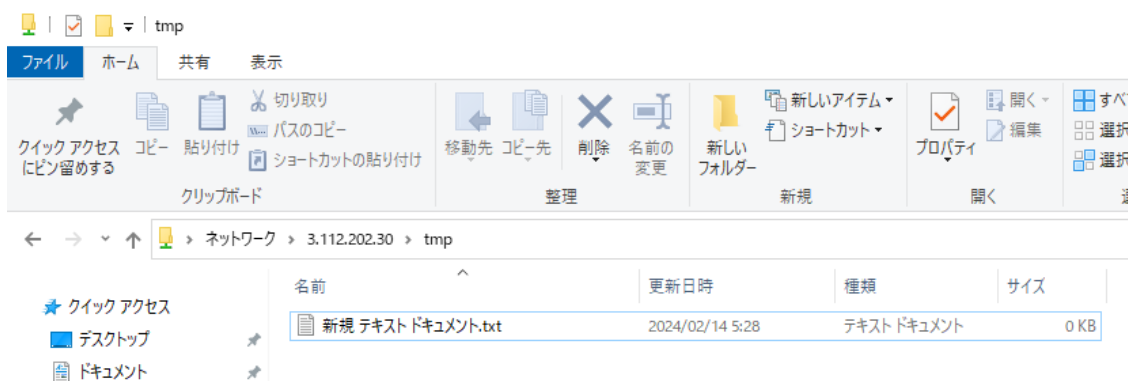 tmp
ファイル ホーム 共有 表示
クイック アクセス
にピン留めする
コピー
貼り付け
切り取り
パスのコピー
ショートカットの貼り付け
クリップボード
移動先
コピー先
削除
名前の
変更
整理
新しい
フォルダー
新しいアイテム
ショートカット
新規
プロパティ
開く
編集
開く
すべ
選択
選択
ネットワーク > 3.112.202.30 > tmp
名前 更新日時 種類 サイズ
クイック アクセス
新規 テキスト ドキュメント.txt 2024/02/14 5:28 テキスト ドキュメント 0 KB
デスクトップ
ドキュメント